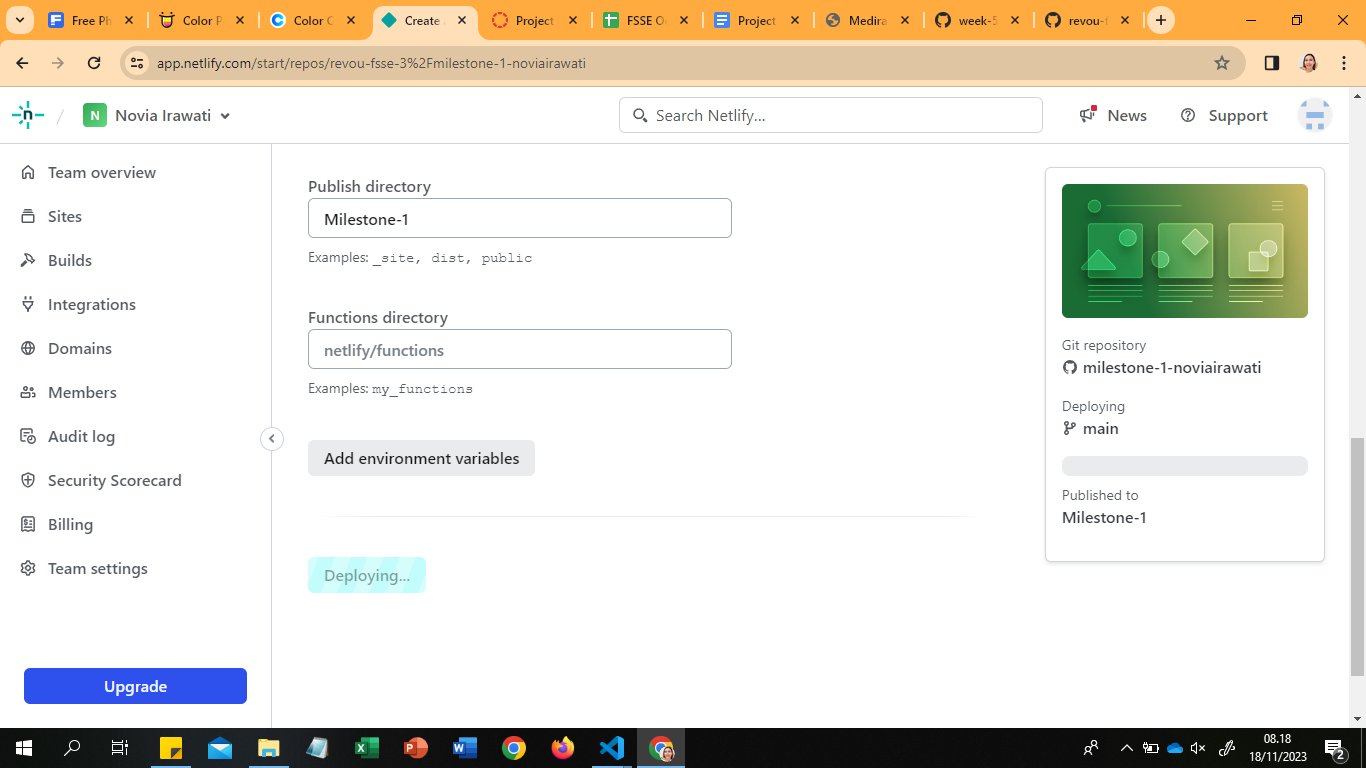 Free Ph
Color P
Color C
Create
Project
FSSE O
Project
Medira
week-5
revou-f
app.netlify.com/start/repos/revou-fsse-3%2Fmilestone-1-noviairawati
n
N
Novia Irawati
Search Netlify...
News
Support
Team overview
Sites
Builds
Integrations
Domains
Members
Audit log
Security Scorecard
Billing
Team settings
Upgrade
Publish directory
Milestone-1
Examples: _site, dist, public
Functions directory
netlify/functions
Examples: my_functions
Add environment variables
Deploying...
Git repository
milestone-1-noviairawati
Deploying
main
Published to
Milestone-1
08.18
18/11/2023
2